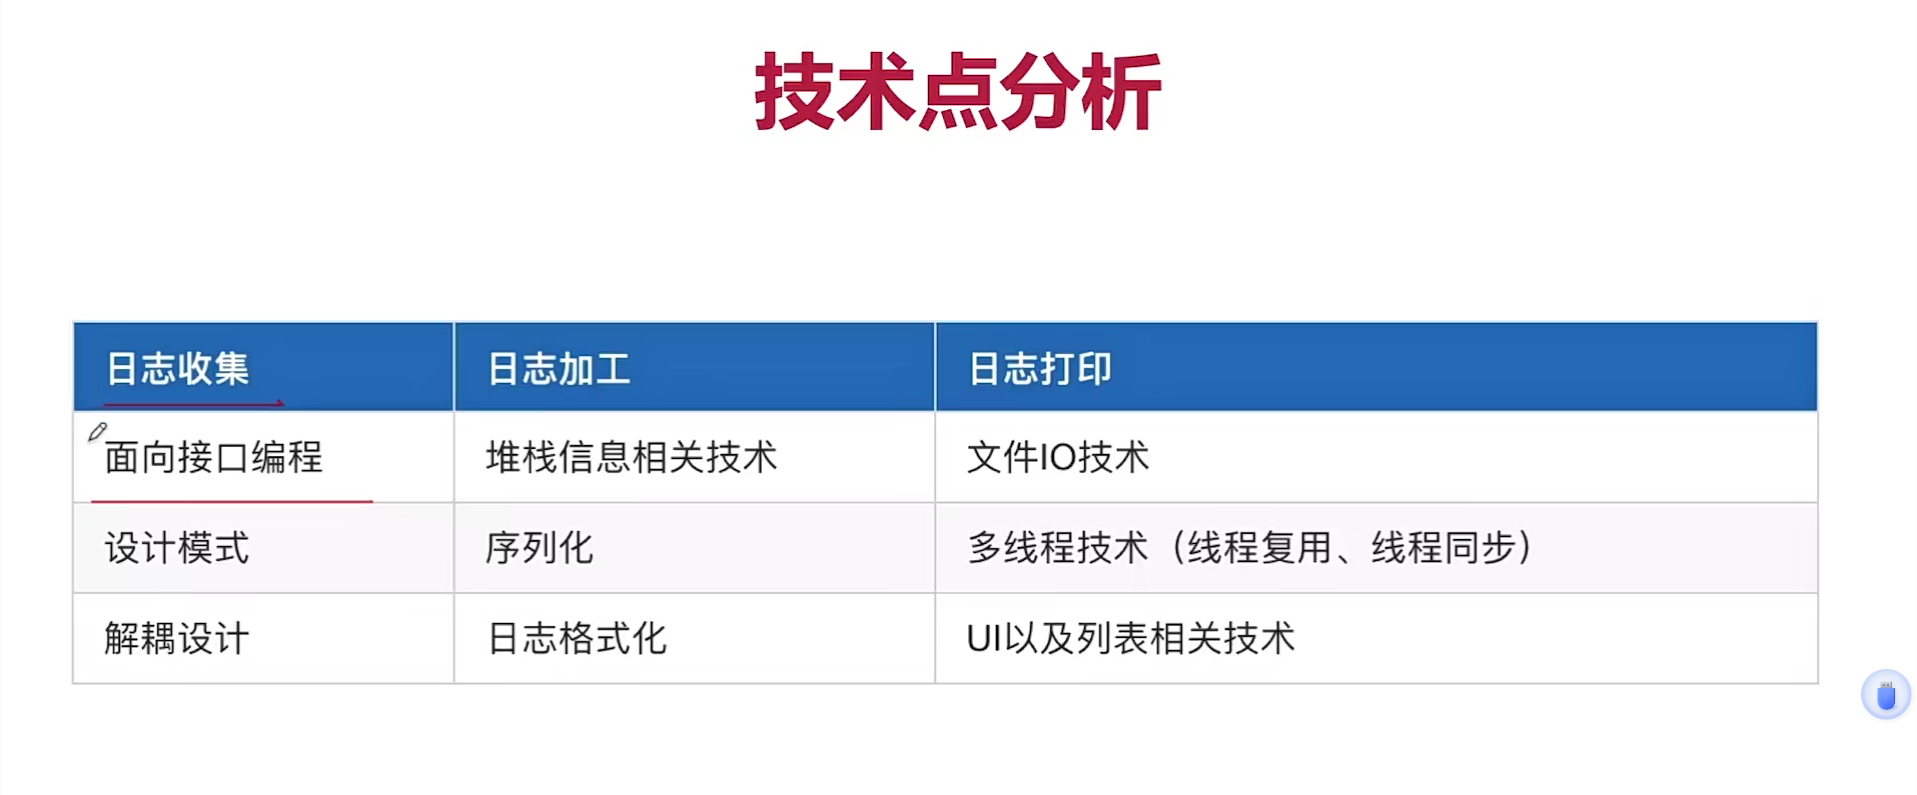 技术点分析
日志收集 日志加工 日志打印
面向接口编程 堆栈信息相关技术 文件IO技术
设计模式 序列化 多线程技术（线程复用、线程同步）
解耦设计 日志格式化 UI以及列表相关技术